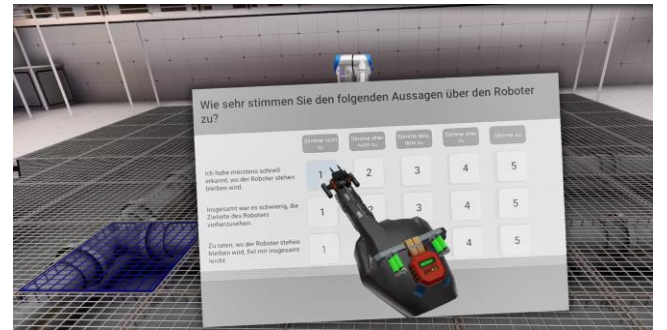 Wie sehr stimmen Sie den folgenden Aussagen über den Roboter
zu?
Stimme nicht zu
Stimme eher nicht zu
Stimme teils, teils zu
Stimme eher zu
Stimme zu
Ich habe meistens schnell
erkannt, wo der Roboter stehen
bleiben wird.
1 2 3 4 5
Insgesamt war es schwierig, die
Zielorte des Roboters
vorherzusehen.
1 2 3 4 5
Zu raten, wo der Roboter stehen
bleiben wird, fiel mir insgesamt
leicht.
1 4 5